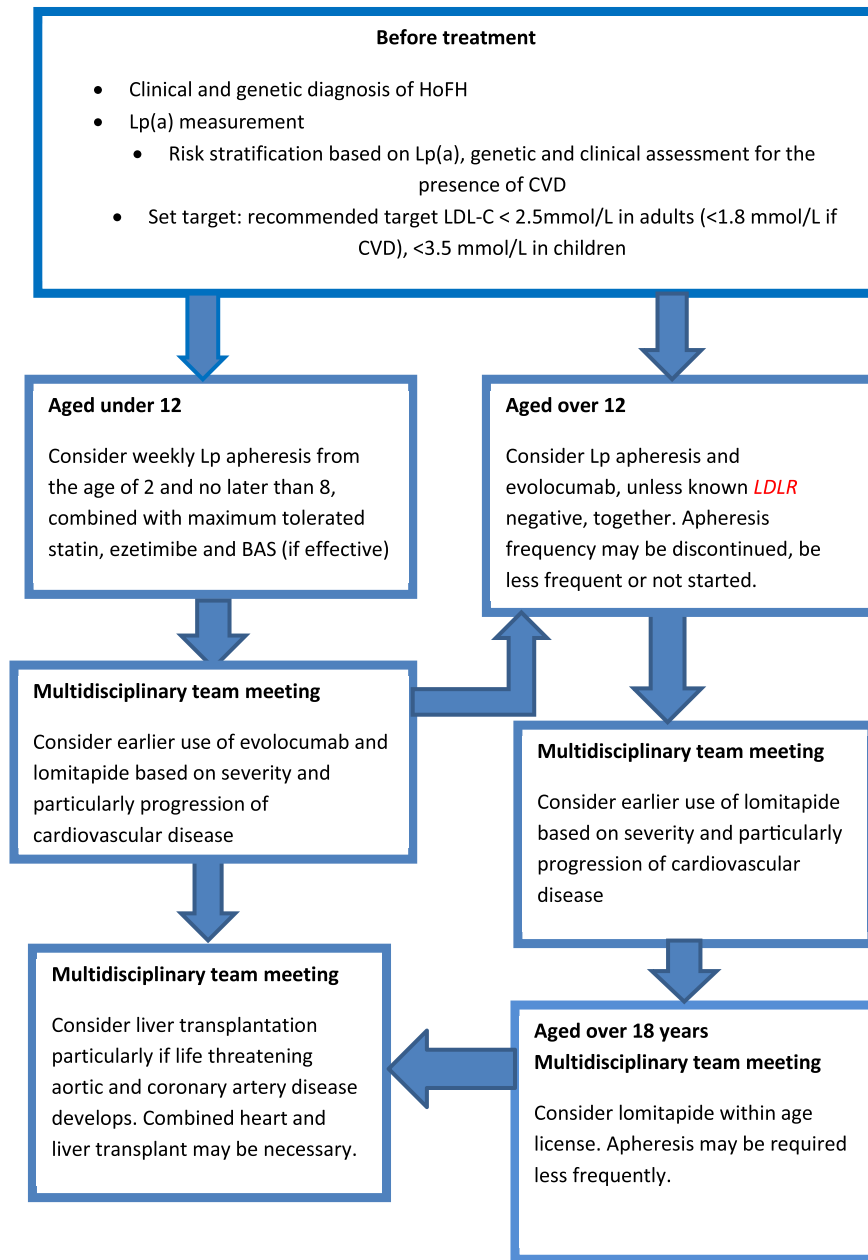 Before treatment
• Clinical and genetic diagnosis of HoFH
• Lp(a) measurement
• Risk stratification based on Lp(a), genetic and clinical assessment for the
presence of CVD
• Set target: recommended target LDL-C < 2.5mmol/L in adults (<1.8 mmol/L if
CVD), <3.5 mmol/L in children
Aged under 12
Consider weekly Lp apheresis from
the age of 2 and no later than 8,
combined with maximum tolerated
statin, ezetimibe and BAS (if effective)
Aged over 12
Consider Lp apheresis and
evolocumab, unless known LDLR
negative, together. Apheresis
frequency may be discontinued, be
less frequent or not started.
Multidisciplinary team meeting
Consider earlier use of evolocumab and
lomitapide based on severity and
particularly progression of
cardiovascular disease
Multidisciplinary team meeting
Consider earlier use of lomitapide
based on severity and particularly
progression of cardiovascular
disease
Multidisciplinary team meeting
Consider liver transplantation
particularly if life threatening
aortic and coronary artery disease
develops. Combined heart and
liver transplant may be necessary.
Aged over 18 years
Multidisciplinary team meeting
Consider lomitapide within age
license. Apheresis may be required
less frequently.